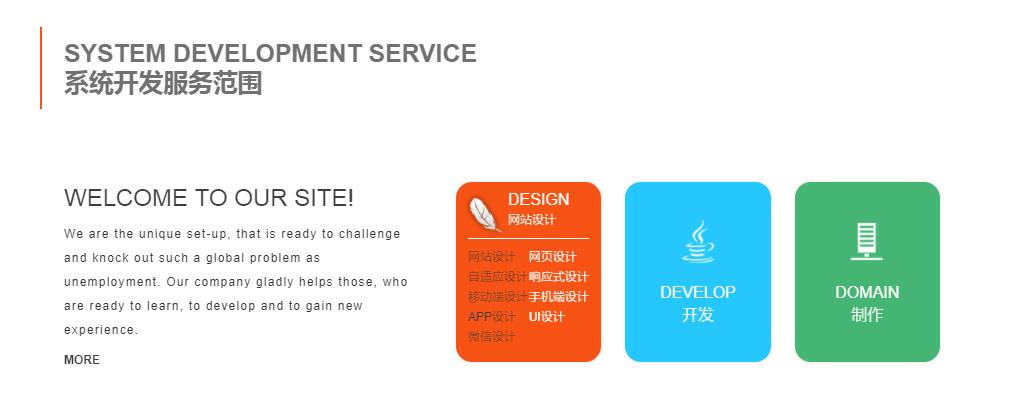 SYSTEM DEVELOPMENT SERVICE
系统开发服务范围
WELCOME TO OUR SITE!
We are the unique set-up, that is ready to challenge
and knock out such a global problem as
unemployment. Our company gladly helps those, who
are ready to learn, to develop and to gain new
experience.
MORE
DESIGN
网站设计
网站设计 网页设计
自适应设计响应式设计
移动端设计手机端设计
APP设计 UI设计
微信设计
DEVELOP
开发
DOMAIN
制作